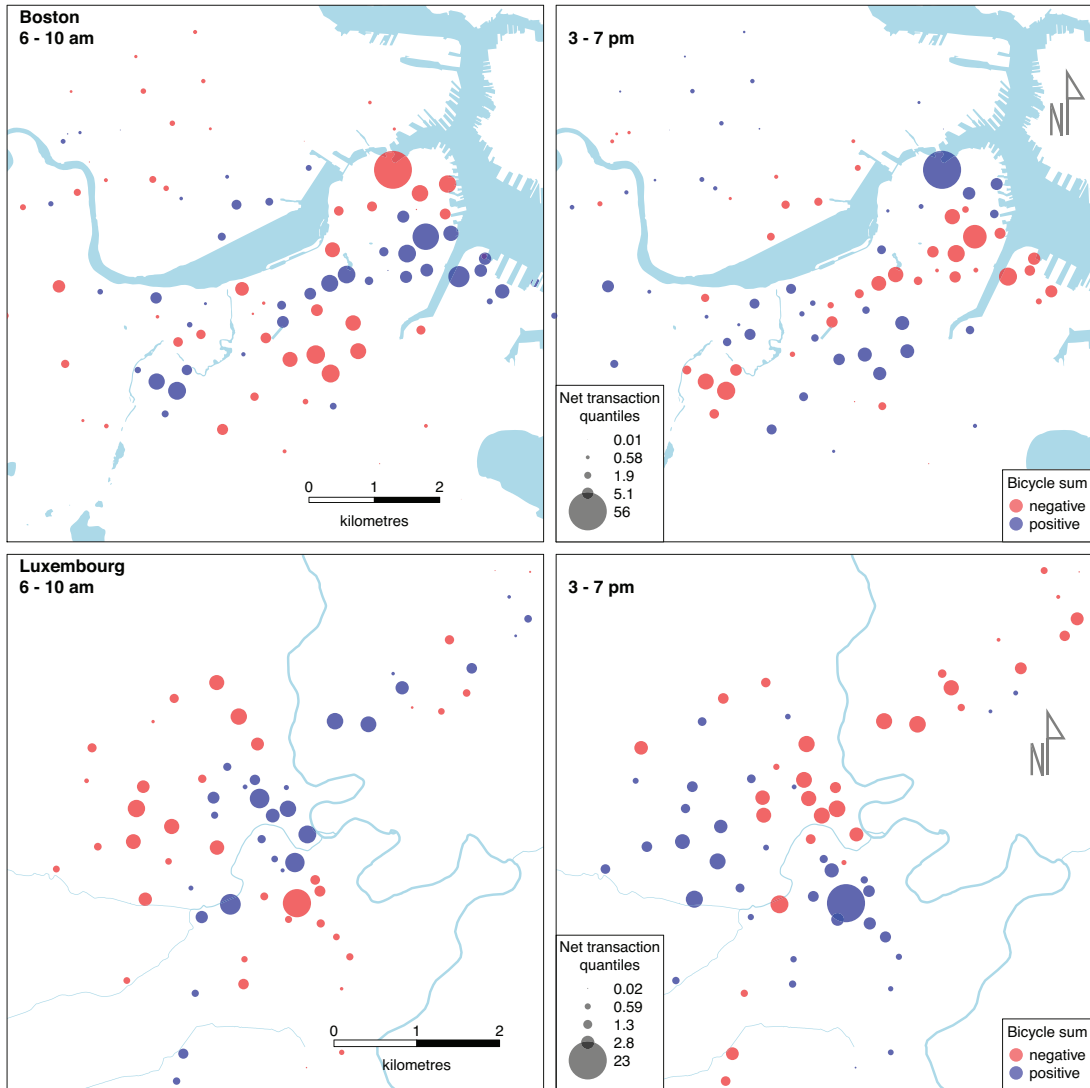 Boston
6 - 10 am
3 - 7 pm
N
Net transaction
quantiles
0.01
0.58
1.9
5.1
56
0 1 2
kilometres
Bicycle sum
negative
positive
Luxembourg
6 - 10 am
3 - 7 pm
N
Net transaction
quantiles
0.02
0.59
1.3
2.8
23
0 1 2
kilometres
Bicycle sum
negative
positive